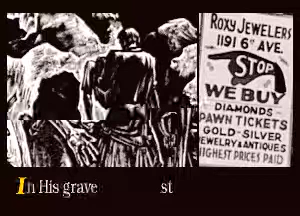 ROXY JEWELERS
1191 6TH AVE.
STOP
WE BUY
DIAMONDS
PAWN TICKETS
GOLD-SILVER
JEWELRY & ANTIQUES
HIGHEST PRICES PAID
In His grave st